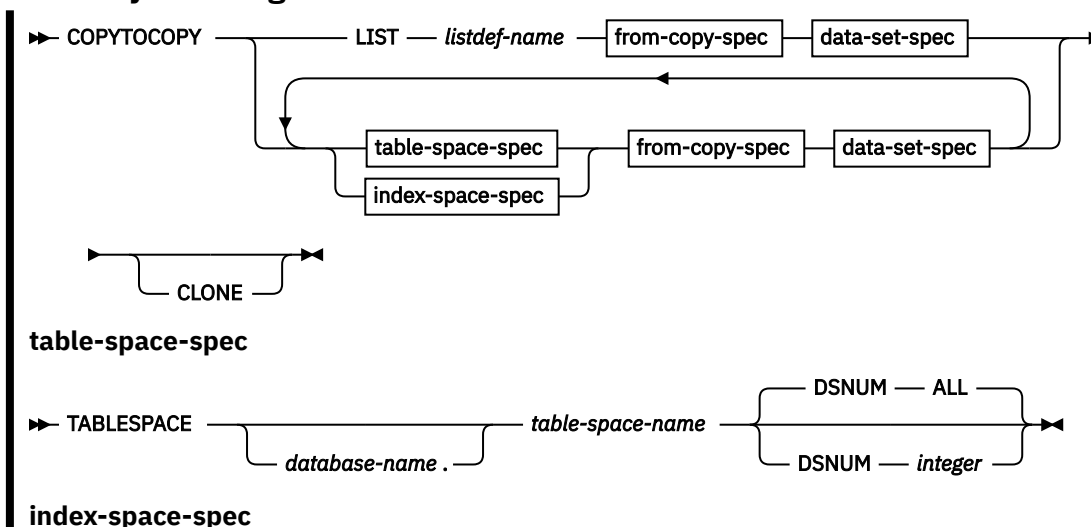 COPYTOCOPY LIST listdef-name from-copy-spec data-set-spec
table-space-spec from-copy-spec data-set-spec
index-space-spec
CLONE
table-space-spec
DSNUM ALL
TABLESPACE table-space-name
database-name . DSNUM integer
index-space-spec